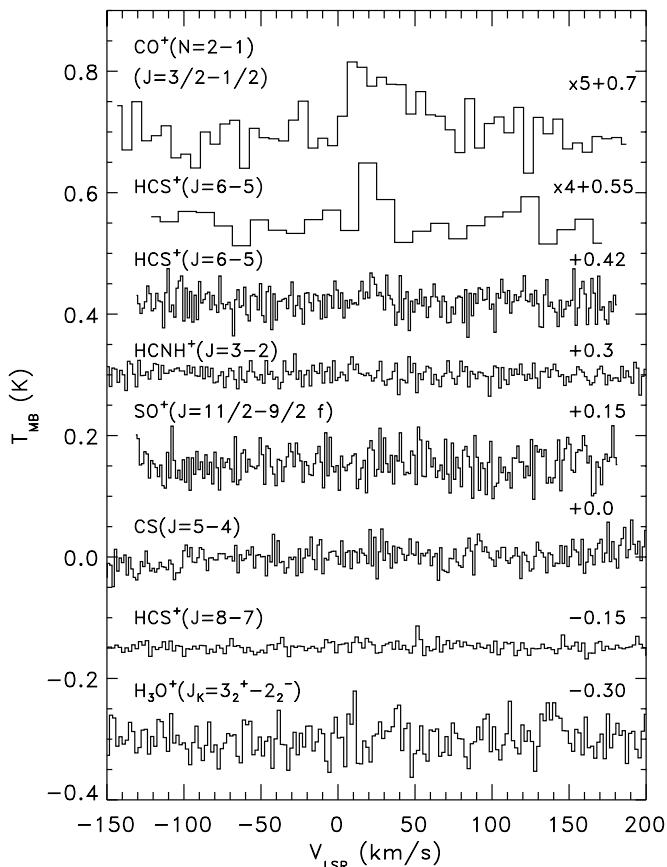 CO⁺(N=2−1)
(J=3/2−1/2)
x5+0.7
HCS⁺(J=6−5)
x4+0.55
HCS⁺(J=6−5)
+0.42
HCNH⁺(J=3−2)
+0.3
SO⁺(J=11/2−9/2 f)
+0.15
+0.0
CS(J=5−4)
HCS⁺(J=8−7)
−0.15
H₃O⁺(J_K=3₂⁺−2₂⁻)
−0.30
0.8
0.6
0.4
0.2
0.0
−0.2
−0.4
T_MB (K)
−150 −100 −50 0 50 100 150 200
V_LSR (km/s)